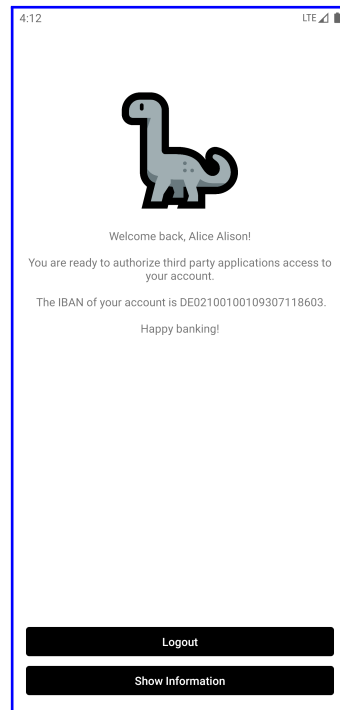 4:12 LTE
Welcome back, Alice Alison!
You are ready to authorize third party applications access to
your account.
The IBAN of your account is DE02100100109307118603.
Happy banking!
Logout
Show Information